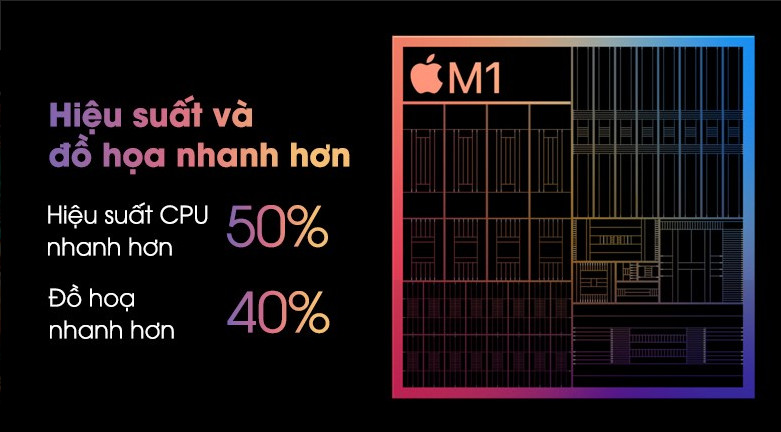 Hiệu suất và
đồ họa nhanh hơn
Hiệu suất CPU
nhanh hơn
50%
Đồ hoạ
nhanh hơn
40%
M1